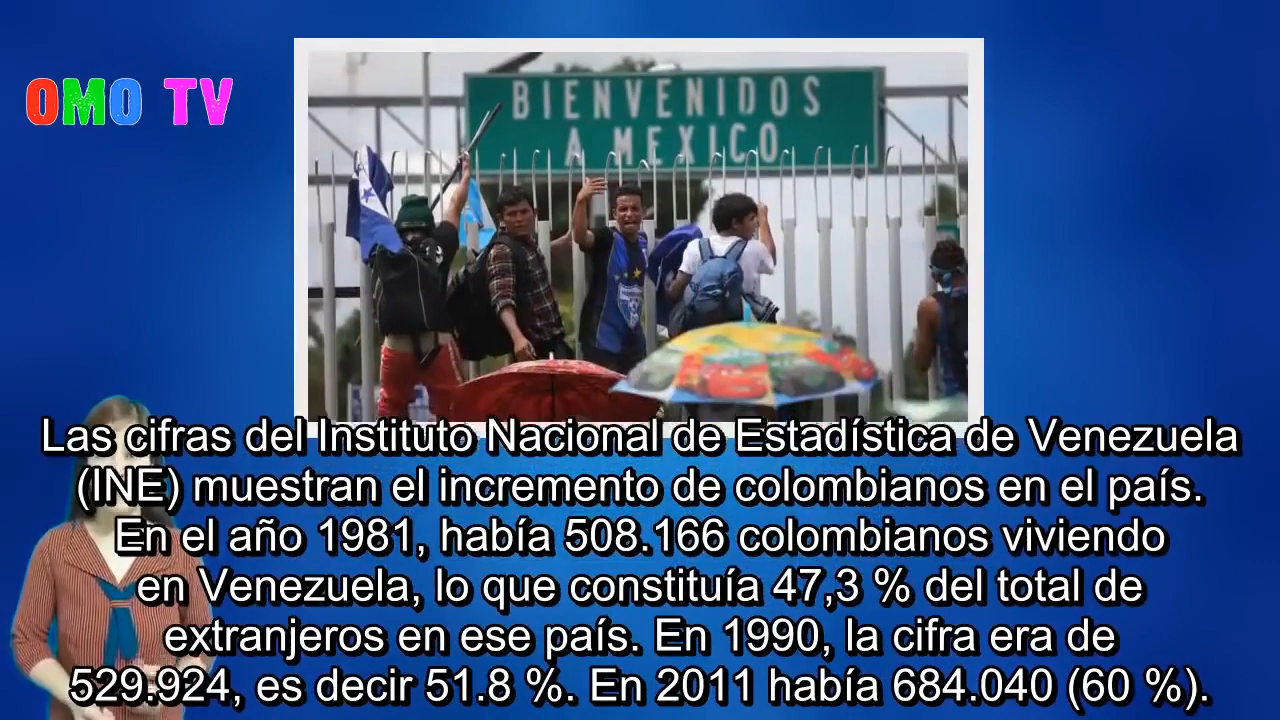 OMO TV
BIENVENIDOS
A MEXICO
Las cifras del Instituto Nacional de Estadística de Venezuela
(INE) muestran el incremento de colombianos en el país.
En el año 1981, había 508.166 colombianos viviendo
en Venezuela, lo que constituía 47,3 % del total de
extranjeros en ese país. En 1990, la cifra era de
529.924, es decir 51.8 %. En 2011 había 684.040 (60 %).